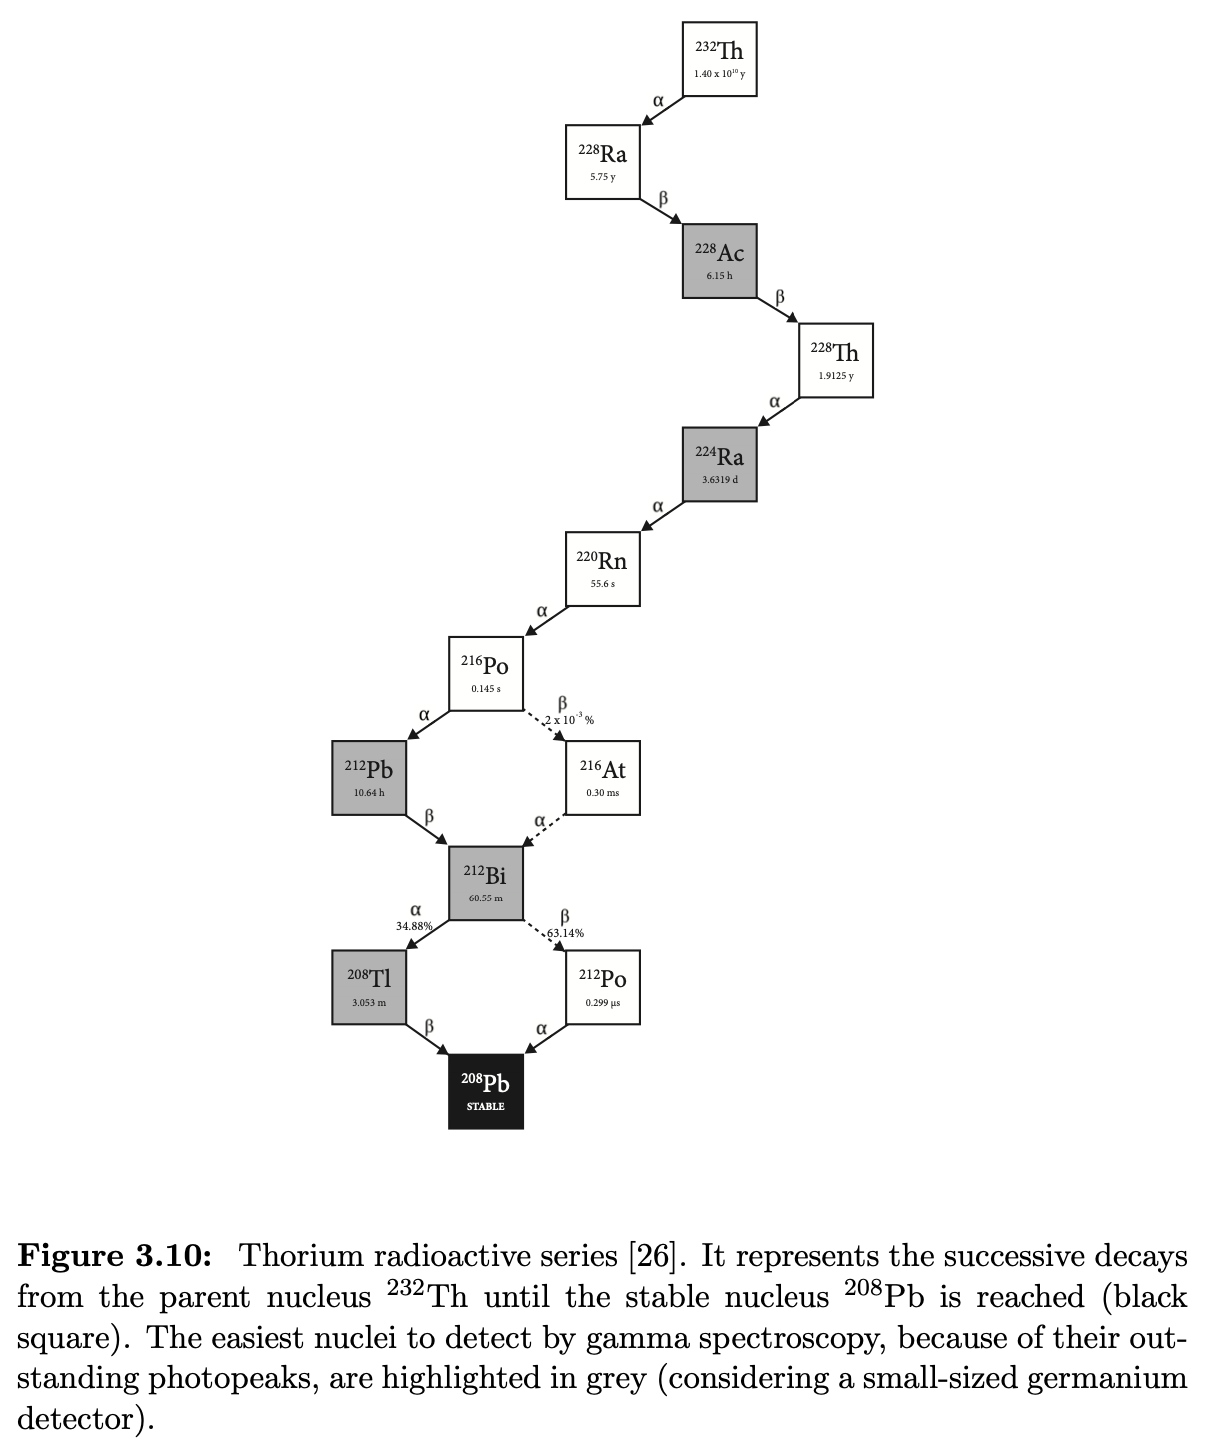 ²³²Th
1.40 x 10¹⁰ y
α
²²⁸Ra
5.75 y
β
²²⁸Ac
6.15 h
β
²²⁸Th
1.9125 y
α
²²⁴Ra
3.6319 d
α
²²⁰Rn
55.6 s
α
²¹⁶Po
0.145 s
α
β
2 x 10⁻³ %
²¹²Pb
10.64 h
²¹⁶At
0.30 ms
β
α
²¹²Bi
60.55 m
α
34.88%
β
63.14%
²⁰⁸Tl
3.053 m
²¹²Po
0.299 µs
β
α
²⁰⁸Pb
STABLE
Figure 3.10: Thorium radioactive series [26]. It represents the successive decays
from the parent nucleus ²³²Th until the stable nucleus ²⁰⁸Pb is reached (black
square). The easiest nuclei to detect by gamma spectroscopy, because of their out-
standing photopeaks, are highlighted in grey (considering a small-sized germanium
detector).